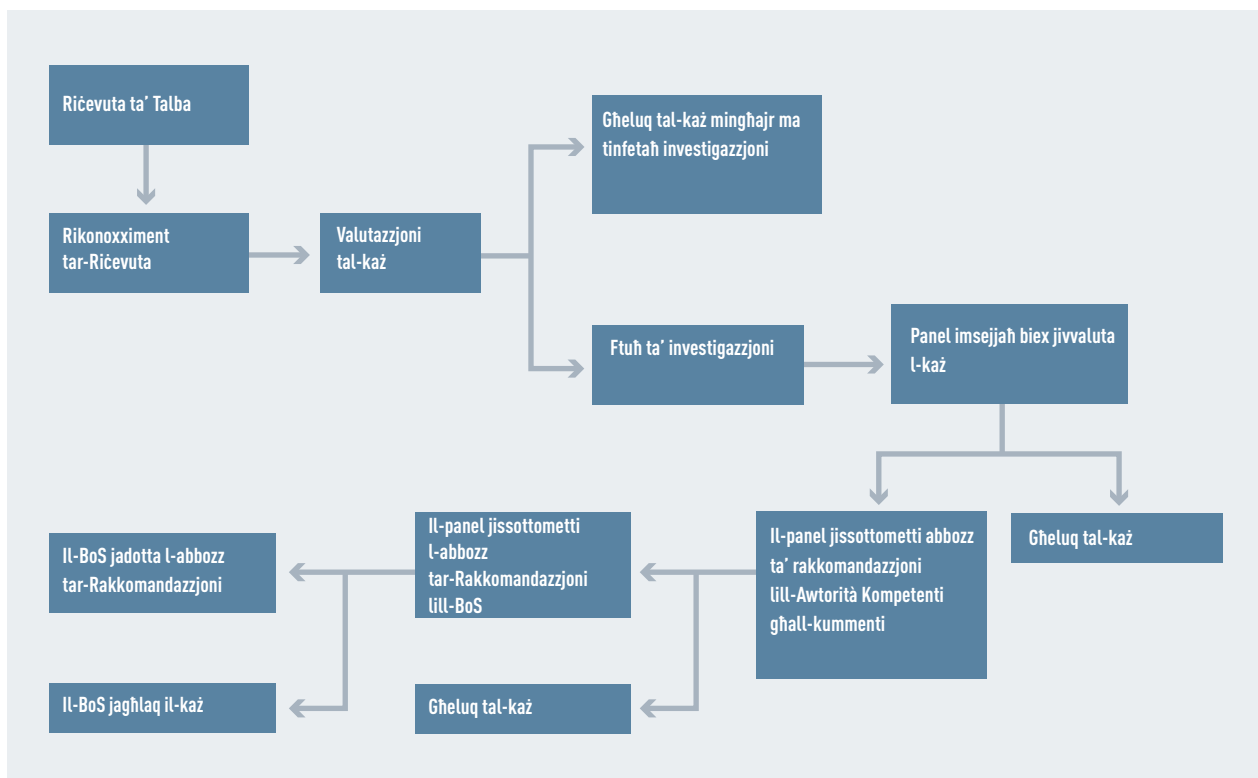 Riċevuta ta’ Talba
Rikonoxximent
tar-Riċevuta
Valutazzjoni
tal-każ
Għeluq tal-każ mingħajr ma
tinfetaħ investigazzjoni
Ftuħ ta’ investigazzjoni
Panel imsejjaħ biex jivvaluta
l-każ
Għeluq tal-każ
Il-panel jissottometti abbozz
ta’ rakkomandazzjoni
lill-Awtorità Kompetenti
għall-kummenti
Il-panel jissottometti
l-abbozz
tar-Rakkomandazzjoni
lill-BoS
Għeluq tal-każ
Il-BoS jadotta l-abbozz
tar-Rakkomandazzjoni
Il-BoS jagħlaq il-każ